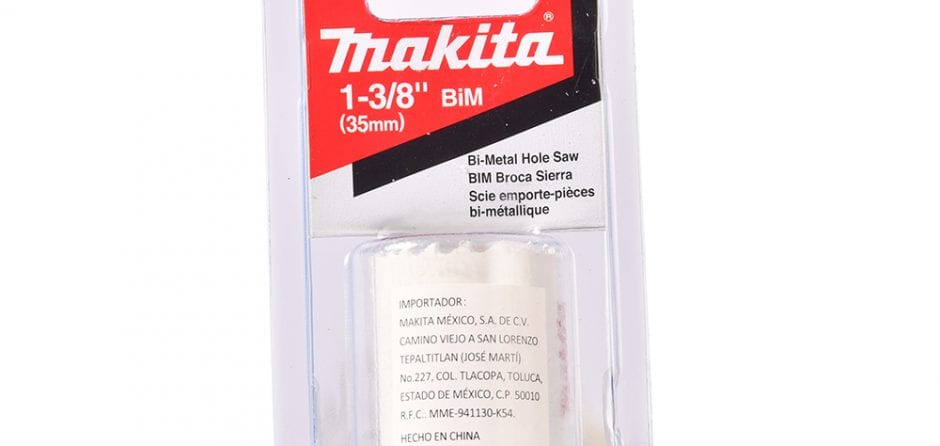 Makita®
1-3/8" BiM
(35mm)
Bi-Metal Hole Saw
BIM Broca Sierra
Scie emporte-pièces
bi-métallique
IMPORTADOR:
MAKITA MÉXICO, S.A. DE C.V.
CAMINO VIEJO A SAN LORENZO
TEPALTITLAN (JOSÉ MARTÍ)
No.227, COL. TLACOPA, TOLUCA,
ESTADO DE MÉXICO, C.P 50010
R.F.C.: MME-941130-K54.
HECHO EN CHINA